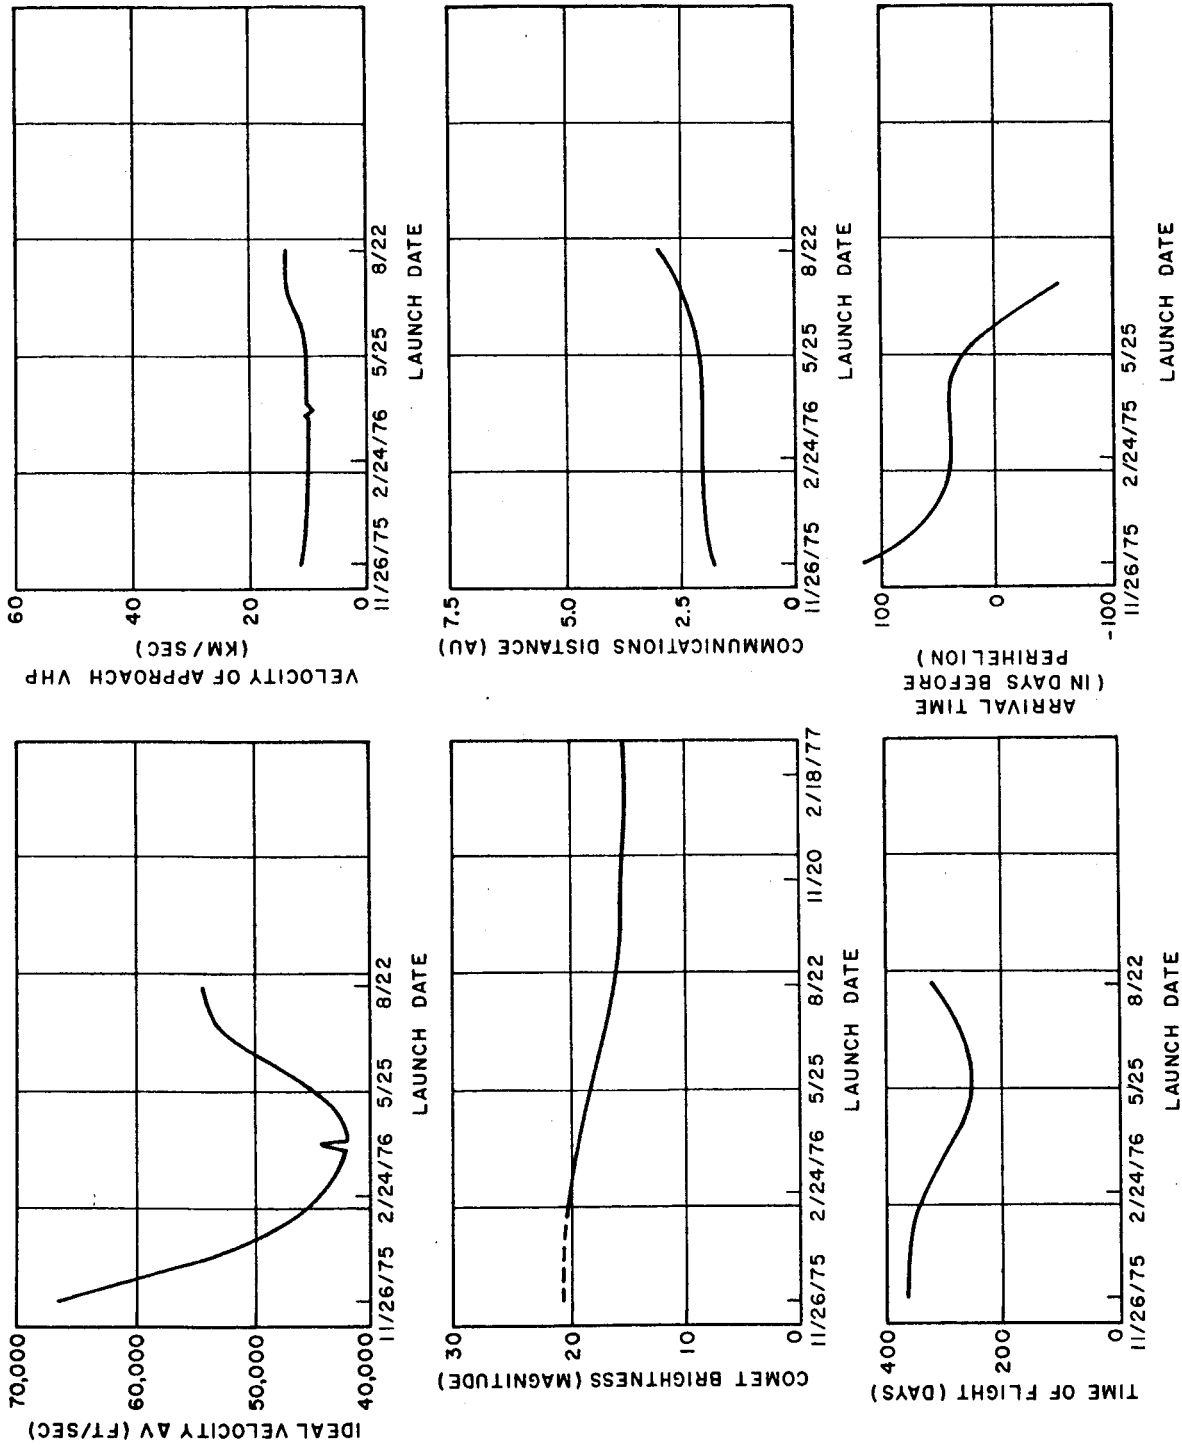 70,000
60,000
50,000
40,000
IDEAL VELOCITY ΔV (FT/SEC)
11/26/75 2/24/76 5/25 8/22
LAUNCH DATE
60
40
20
0
VELOCITY OF APPROACH VHP
(KM/SEC)
11/26/75 2/24/76 5/25 8/22
LAUNCH DATE
30
20
10
0
COMET BRIGHTNESS (MAGNITUDE)
11/26/75 2/24/76 5/25 8/22 11/20 2/18/77
LAUNCH DATE
7.5
5.0
2.5
0
COMMUNICATIONS DISTANCE (AU)
11/26/75 2/24/76 5/25 8/22
LAUNCH DATE
400
200
0
TIME OF FLIGHT (DAYS)
11/26/75 2/24/76 5/25 8/22
LAUNCH DATE
100
0
-100
ARRIVAL TIME
(IN DAYS BEFORE
PERIHELION)
11/26/75 2/24/75 5/25
LAUNCH DATE